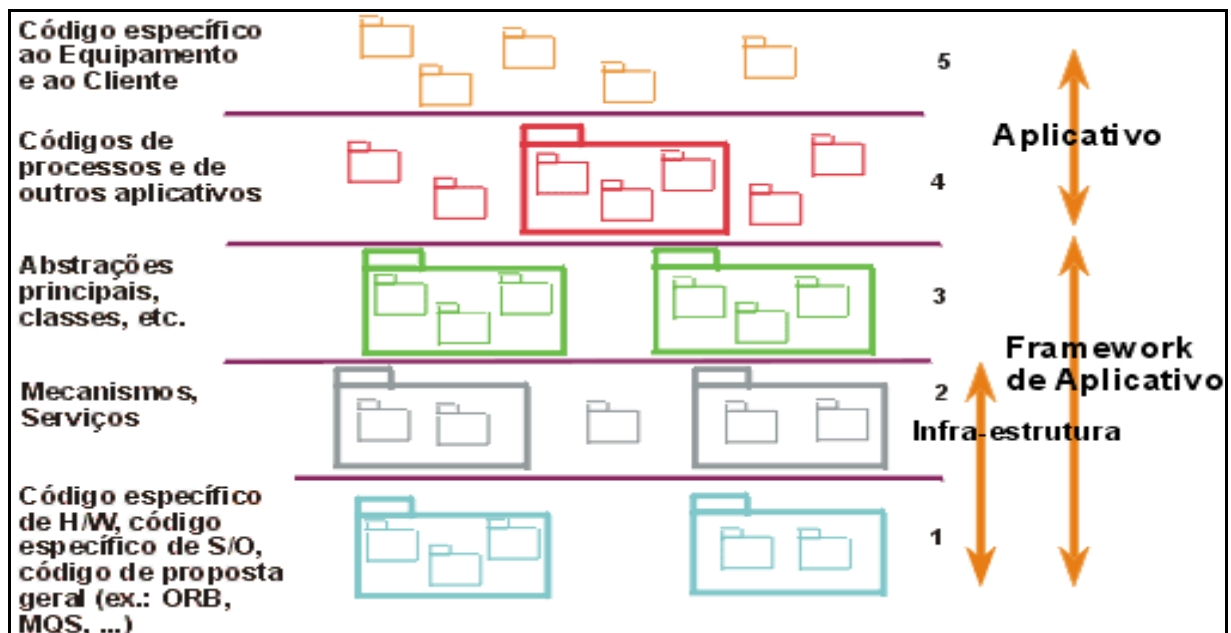 Código específico
ao Equipamento
e ao Cliente
5
Aplicativo
Códigos de
processos e de
outros aplicativos
4
Abstrações
principais,
classes, etc.
3
Framework
de Aplicativo
Mecanismos,
Serviços
2
Infra-estrutura
Código específico
de H/W, código
específico de S/O,
código de proposta
geral (ex.: ORB,
MQS, ...)
1